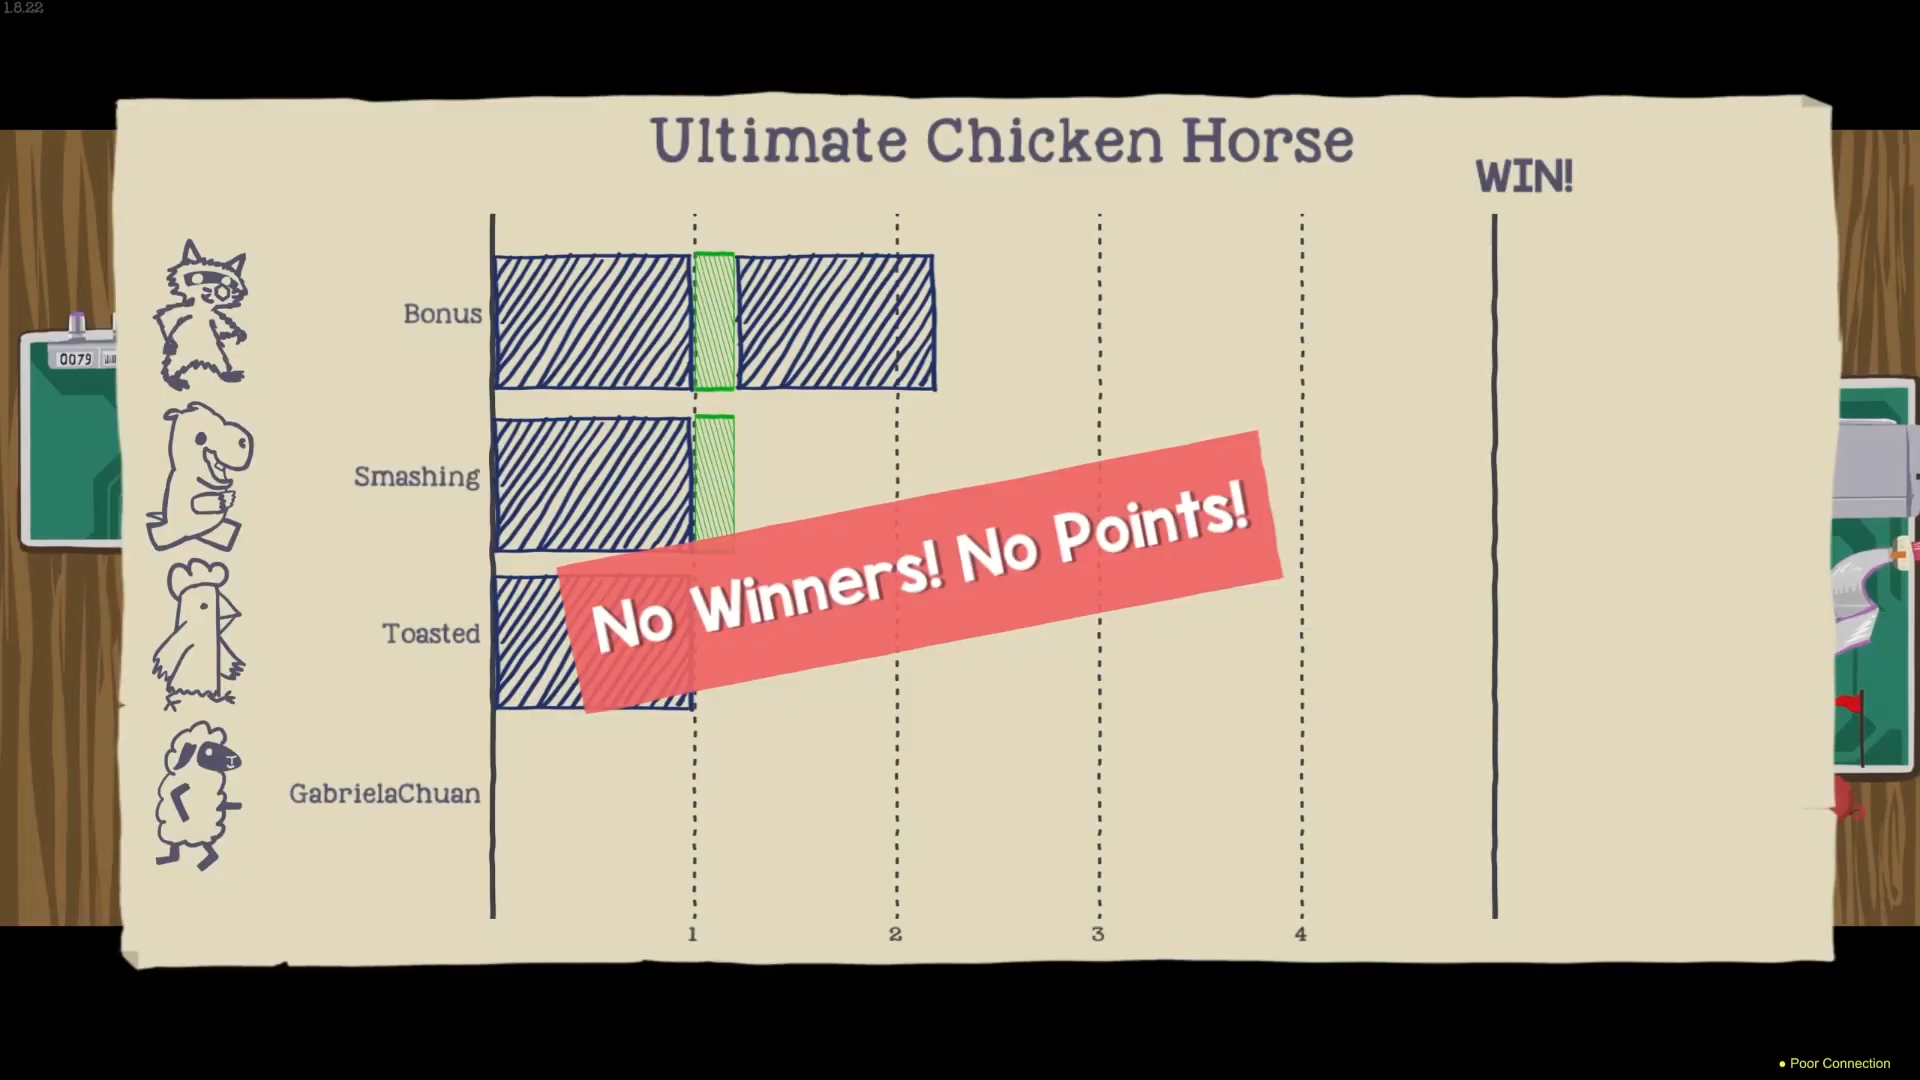 1.8.22
Ultimate Chicken Horse
WIN!
Bonus
0079
Smashing
No Winners! No Points!
Toasted
GabrielaChuan
1 2 3 4
Poor Connection